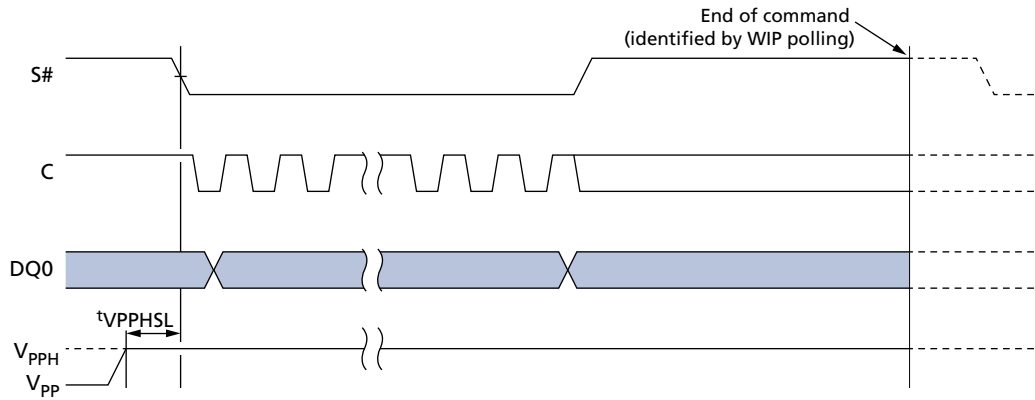 End of command
(identified by WIP polling)
S#
C
DQ0
tVPPHSL
VPPH
VPP